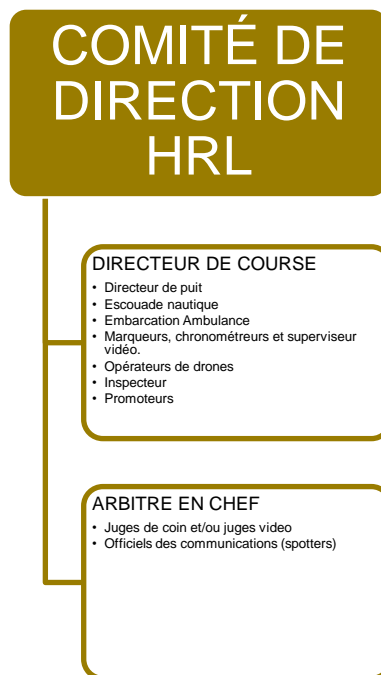 COMITÉ DE
DIRECTION
HRL
DIRECTEUR DE COURSE
• Directeur de puit
• Escouade nautique
• Embarcation Ambulance
• Marqueurs, chronométreurs et superviseur
vidéo.
• Opérateurs de drones
• Inspecteur
• Promoteurs
ARBITRE EN CHEF
• Juges de coin et/ou juges video
• Officiels des communications (spotters)